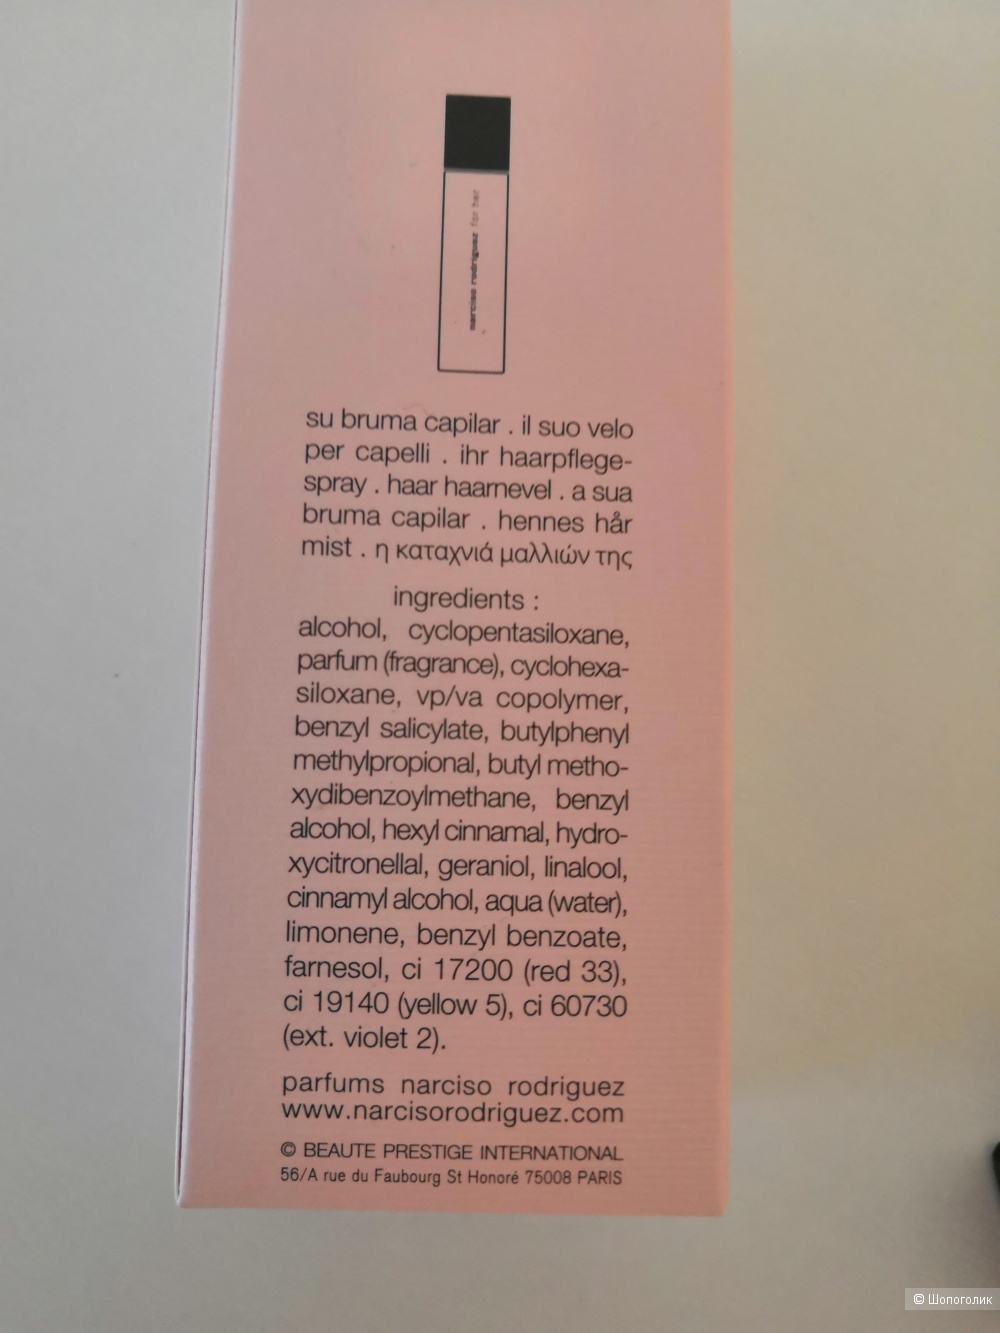 narciso rodriguez for her
su bruma capilar . il suo velo
per capelli . ihr haarpflege-
spray . haar haarnevel . a sua
bruma capilar . hennes hår
mist . η καταχνιά μαλλιών της
ingredients :
alcohol, cyclopentasiloxane,
parfum (fragrance), cyclohexa-
siloxane, vp/va copolymer,
benzyl salicylate, butylphenyl
methylpropional, butyl metho-
xydibenzoylmethane, benzyl
alcohol, hexyl cinnamal, hydro-
xycitronellal, geraniol, linalool,
cinnamyl alcohol, aqua (water),
limonene, benzyl benzoate,
farnesol, ci 17200 (red 33),
ci 19140 (yellow 5), ci 60730
(ext. violet 2).
parfums narciso rodriguez
www.narcisorodriguez.com
© BEAUTE PRESTIGE INTERNATIONAL
56/A rue du Faubourg St Honoré 75008 PARIS
© Шопоголик